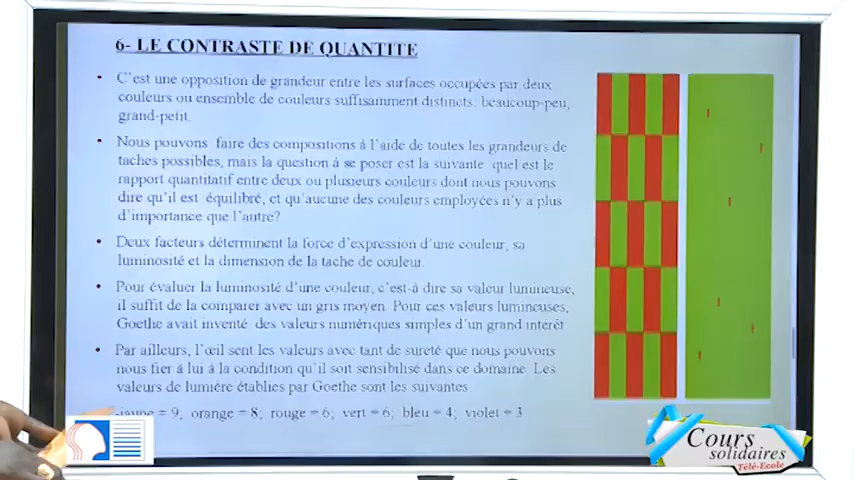 6- LE CONTRASTE DE QUANTITE
• C'est une opposition de grandeur entre les surfaces occupées par deux
couleurs ou ensemble de couleurs suffisamment distincts, beaucoup-peu,
grand-petit.
• Nous pouvons faire des compositions à l'aide de toutes les grandeurs de
taches possibles, mais la question à se poser est la suivante quel est le
rapport quantitatif entre deux ou plusieurs couleurs dont nous pouvons
dire qu'il est équilibré, et qu'aucune des couleurs employées n'y a plus
d'importance que l'autre?
• Deux facteurs déterminent la force d'expression d'une couleur, sa
luminosité et la dimension de la tache de couleur.
• Pour évaluer la luminosité d'une couleur, c'est-à dire sa valeur lumineuse,
il suffit de la comparer avec un gris moyen. Pour ces valeurs lumineuses,
Goethe avait inventé des valeurs numériques simples d'un grand intérêt
• Par ailleurs, l'œil sent les valeurs avec tant de sureté que nous pouvons
nous fier à lui à la condition qu'il soit sensibilisé dans ce domaine. Les
valeurs de lumière établies par Goethe sont les suivantes
-jaune = 9; orange = 8; rouge = 6; vert = 6; bleu = 4; violet = 3
Cours
solidaires
Télé-Ecole